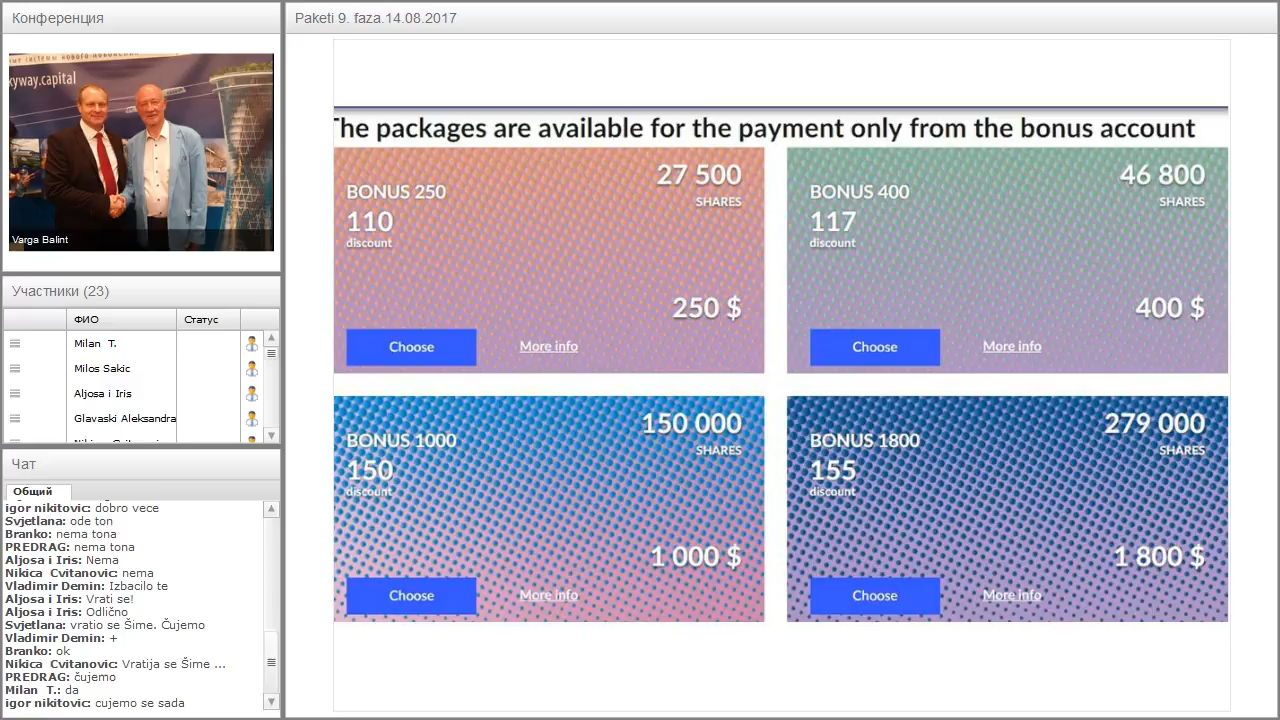 Конференция
kyway.capital
Varga Balint
Участники (23)
ФИО
Статус
Milan T.
Milos Sakic
Aljosa i Iris
Glavaski Aleksandra
Чат
Общий
igor nikitovic: dobro vece
Svjetlana: ode ton
Branko: nema tona
PREDRAG: nema tona
Aljosa i Iris: Nema
Nikica Cvitanovic: nema
Vladimir Demin: Izbacilo te
Aljosa i Iris: Vrati se!
Aljosa i Iris: Odlično
Svjetlana: vratio se Šime. Čujemo
Vladimir Demin: +
Branko: ok
Nikica Cvitanovic: Vratija se Šime ...
PREDRAG: čujemo
Milan T.: da
igor nikitovic: cujemo se sada
Paketi 9. faza.14.08.2017
The packages are available for the payment only from the bonus account
BONUS 250
27 500
SHARES
110
discount
250 $
Choose
More info
BONUS 400
46 800
SHARES
117
discount
400 $
Choose
More info
BONUS 1000
150 000
SHARES
150
discount
1 000 $
Choose
More info
BONUS 1800
279 000
SHARES
155
discount
1 800 $
Choose
More info